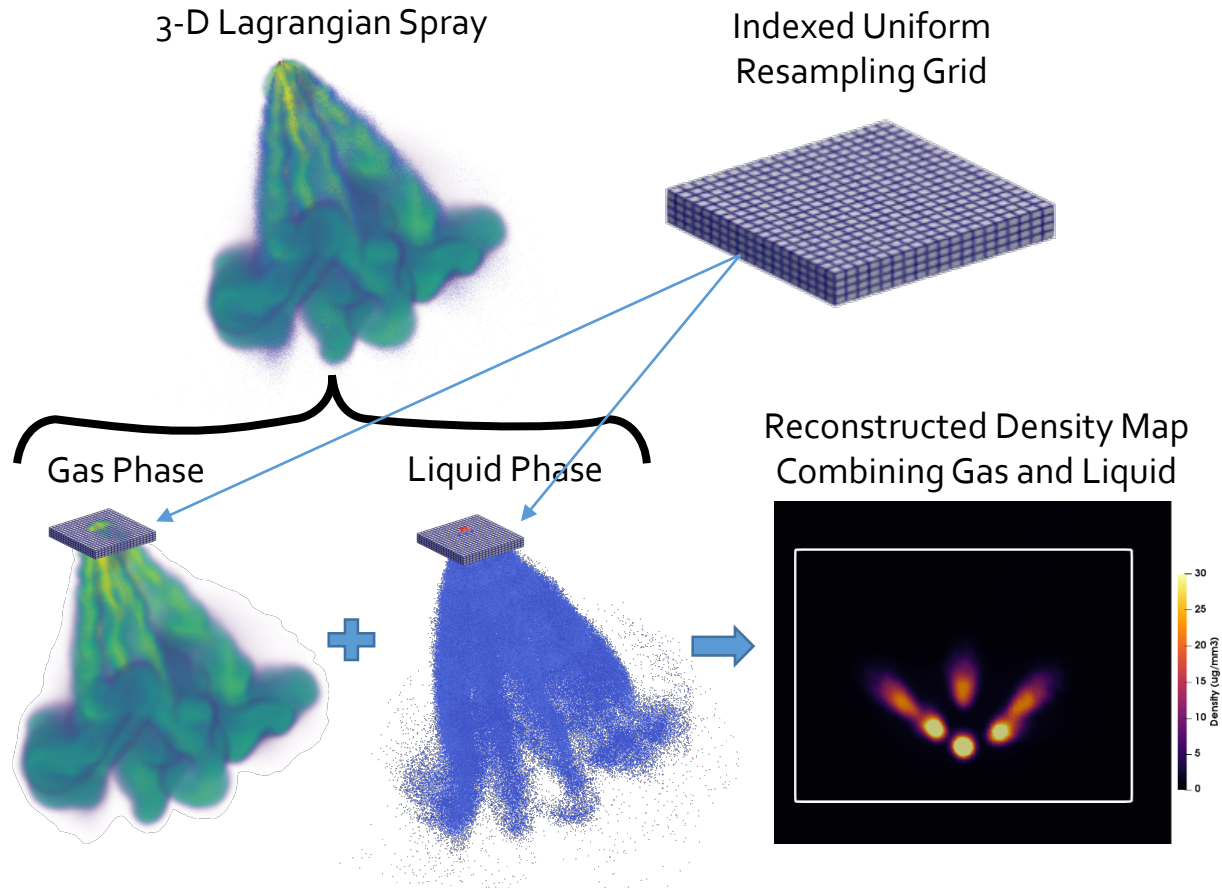 3-D Lagrangian Spray
Indexed Uniform
Resampling Grid
Gas Phase
Liquid Phase
Reconstructed Density Map
Combining Gas and Liquid
30
25
20
15
10
5
0
Density (ug/mm3)